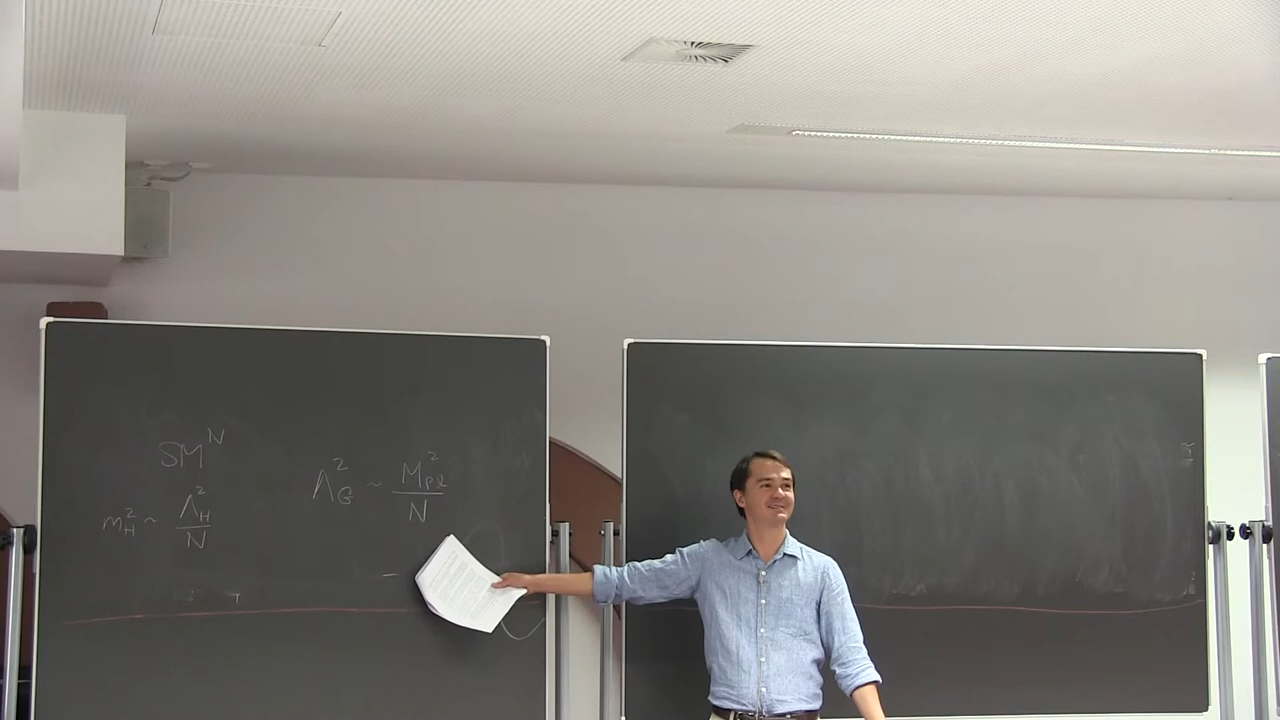 SM^N
m_H^2 ~ Λ_H^2 / N
Λ_G^2 ~ M_Pl^2 / N